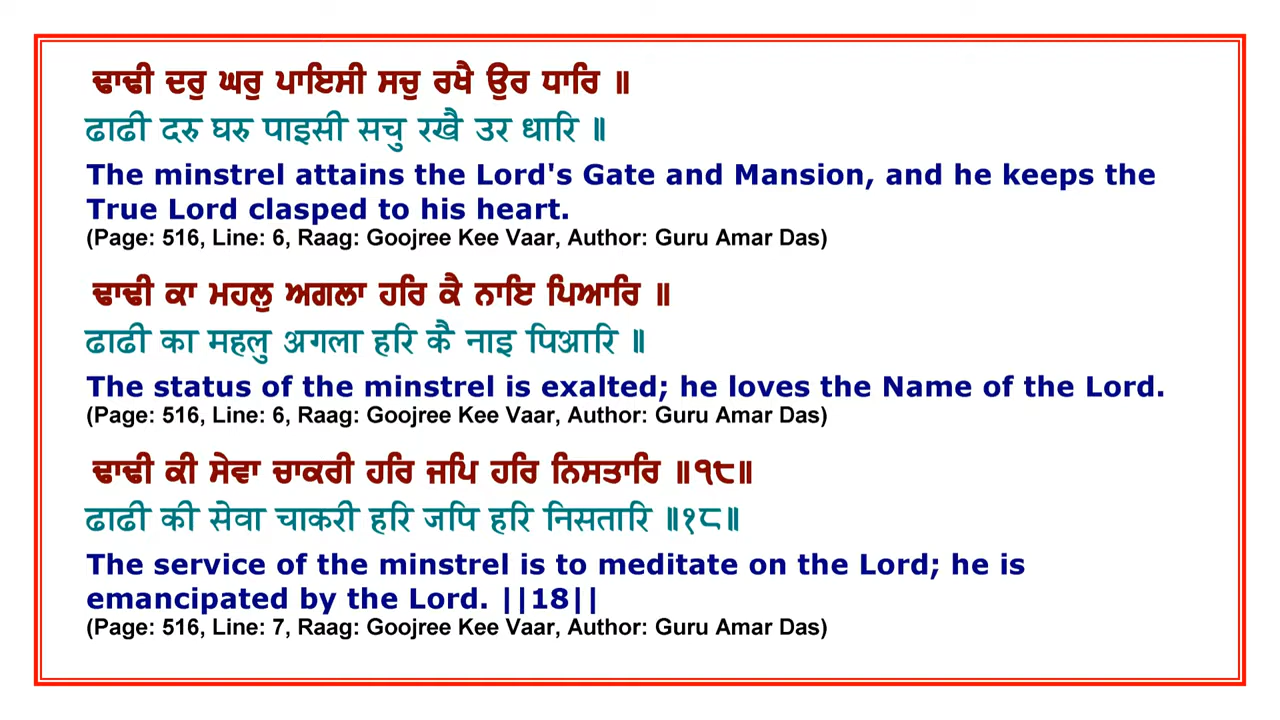 ਢਾਢੀ ਦਰੁ ਘਰੁ ਪਾਇਸੀ ਸਚੁ ਰਖੈ ਉਰ ਧਾਰਿ ॥
ढाढी दरु घरु पाइसी सचु रखै उर धारि ॥
The minstrel attains the Lord's Gate and Mansion, and he keeps the
True Lord clasped to his heart.
(Page: 516, Line: 6, Raag: Goojree Kee Vaar, Author: Guru Amar Das)
ਢਾਢੀ ਕਾ ਮਹਲੁ ਅਗਲਾ ਹਰਿ ਕੈ ਨਾਇ ਪਿਆਰਿ ॥
ढाढी का महलु अगला हरि कै नाइ पिआरि ॥
The status of the minstrel is exalted; he loves the Name of the Lord.
(Page: 516, Line: 6, Raag: Goojree Kee Vaar, Author: Guru Amar Das)
ਢਾਢੀ ਕੀ ਸੇਵਾ ਚਾਕਰੀ ਹਰਿ ਜਪਿ ਹਰਿ ਨਿਸਤਾਰਿ ॥੧੮॥
ढाढी की सेवा चाकरी हरि जपि हरि निसतारि ॥१८॥
The service of the minstrel is to meditate on the Lord; he is
emancipated by the Lord. ||18||
(Page: 516, Line: 7, Raag: Goojree Kee Vaar, Author: Guru Amar Das)